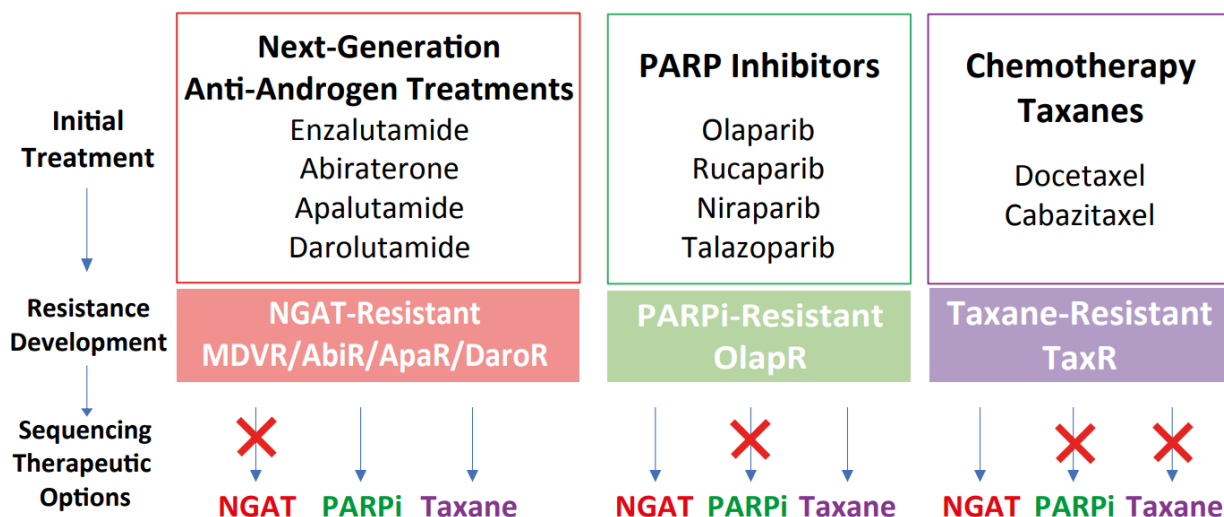 Initial
Treatment
Next-Generation
Anti-Androgen Treatments
Enzalutamide
Abiraterone
Apalutamide
Darolutamide
PARP Inhibitors
Olaparib
Rucaparib
Niraparib
Talazoparib
Chemotherapy
Taxanes
Docetaxel
Cabazitaxel
Resistance
Development
NGAT-Resistant
MDVR/AbiR/ApaR/DaroR
PARPi-Resistant
OlapR
Taxane-Resistant
TaxR
Sequencing
Therapeutic
Options
NGAT PARPi Taxane
NGAT PARPi Taxane
NGAT PARPi Taxane